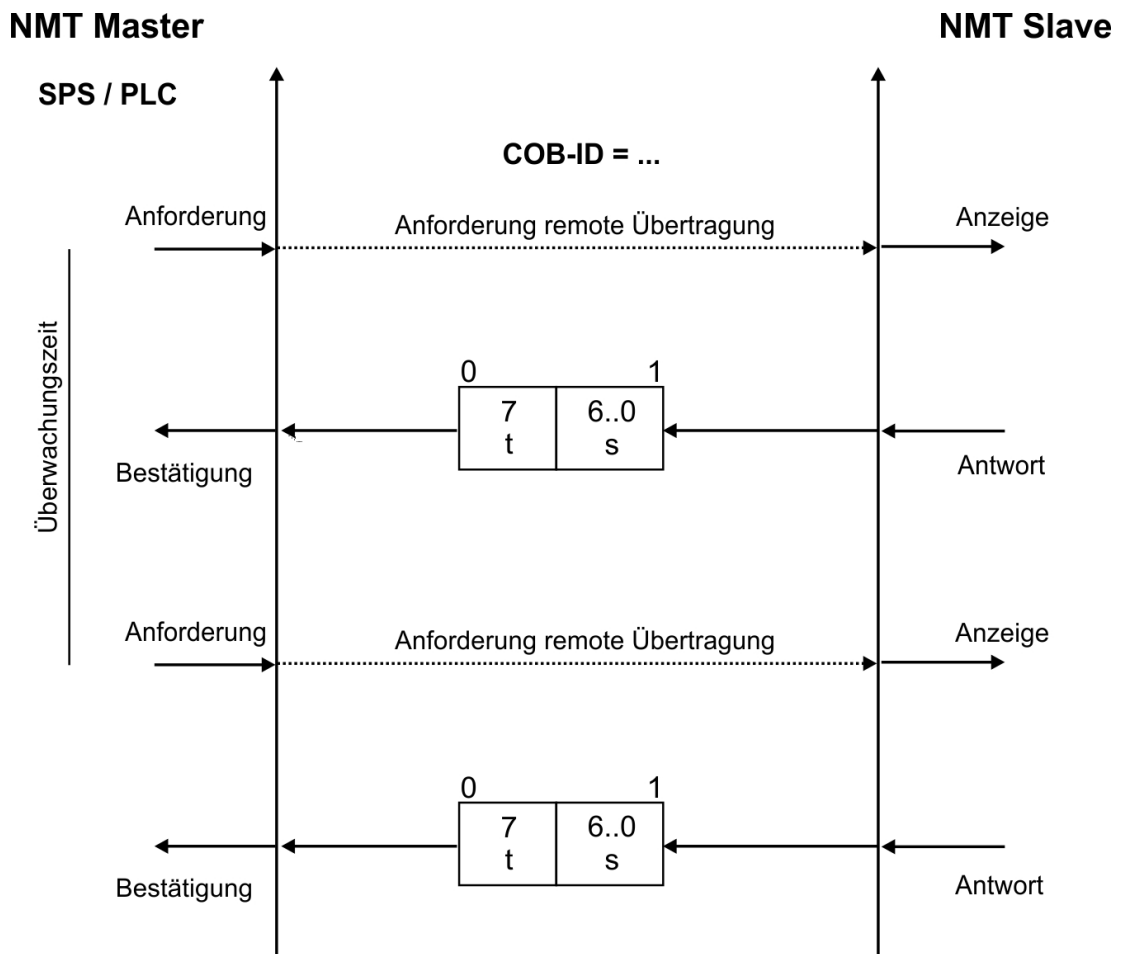 NMT Master
NMT Slave
SPS / PLC
COB-ID = ...
Anforderung
Anforderung remote Übertragung
Anzeige
Überwachungszeit
0 1
7 6..0
t s
Bestätigung
Antwort
Anforderung
Anforderung remote Übertragung
Anzeige
0 1
7 6..0
t s
Bestätigung
Antwort